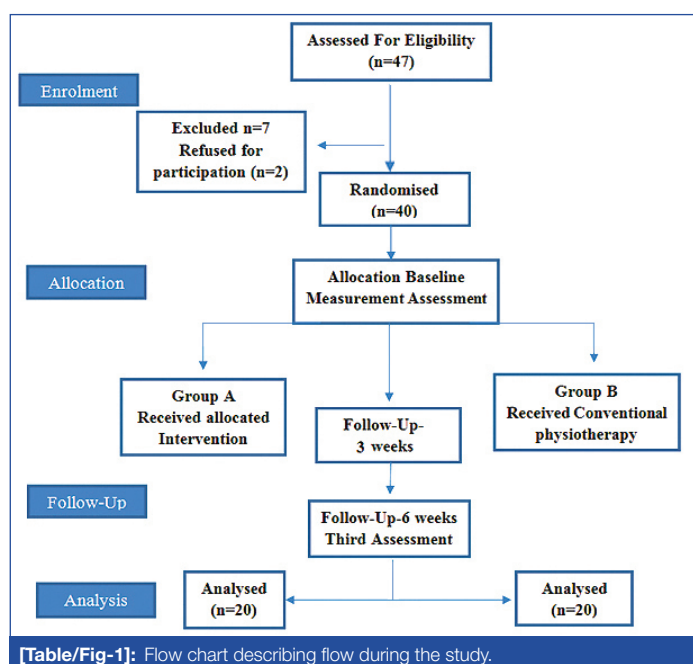 Assessed For Eligibility
(n=47)
Enrolment
Excluded n=7
Refused for
participation (n=2)
Randomised
(n=40)
Allocation
Allocation Baseline
Measurement Assessment
Group A
Received allocated
Intervention
Follow-Up-
3 weeks
Group B
Received Conventional
physiotherapy
Follow-Up
Follow-Up-6 weeks
Third Assessment
Analysis
Analysed
(n=20)
Analysed
(n=20)
[Table/Fig-1]: Flow chart describing flow during the study.